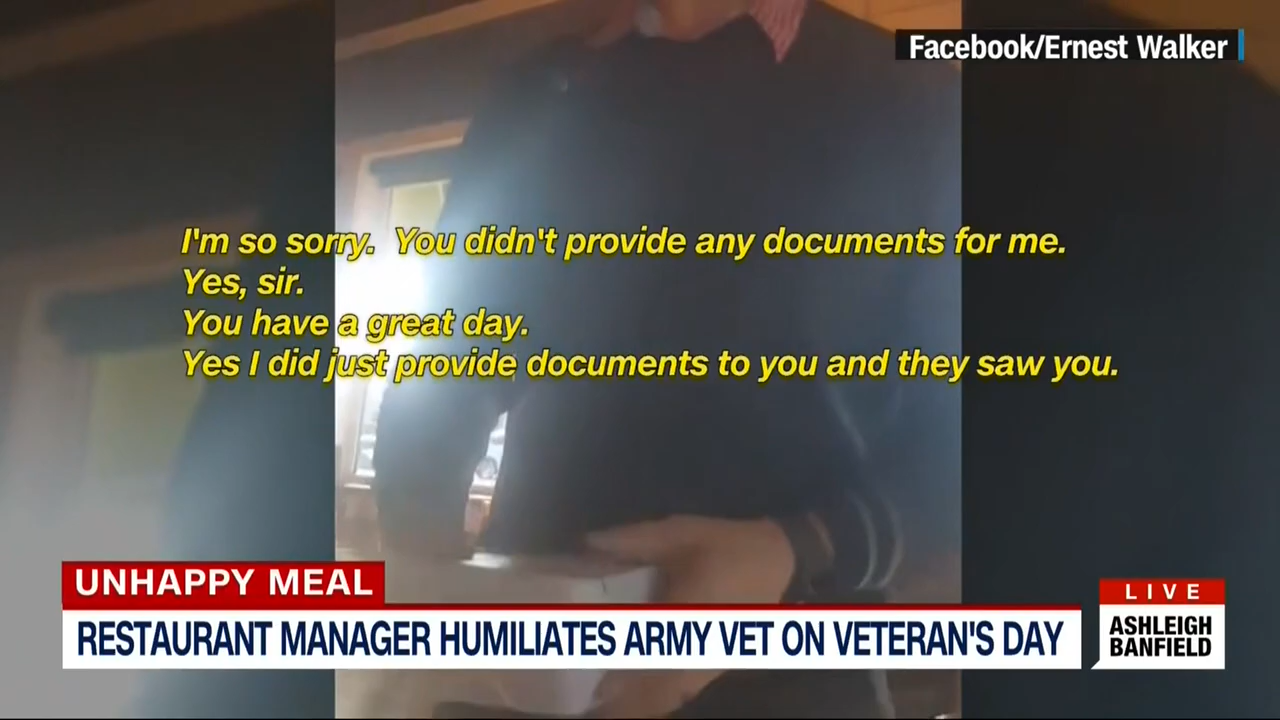 Facebook/Ernest Walker
I'm so sorry. You didn't provide any documents for me.
Yes, sir.
You have a great day.
Yes I did just provide documents to you and they saw you.
UNHAPPY MEAL
RESTAURANT MANAGER HUMILIATES ARMY VET ON VETERAN'S DAY
LIVE
ASHLEIGH
BANFIELD